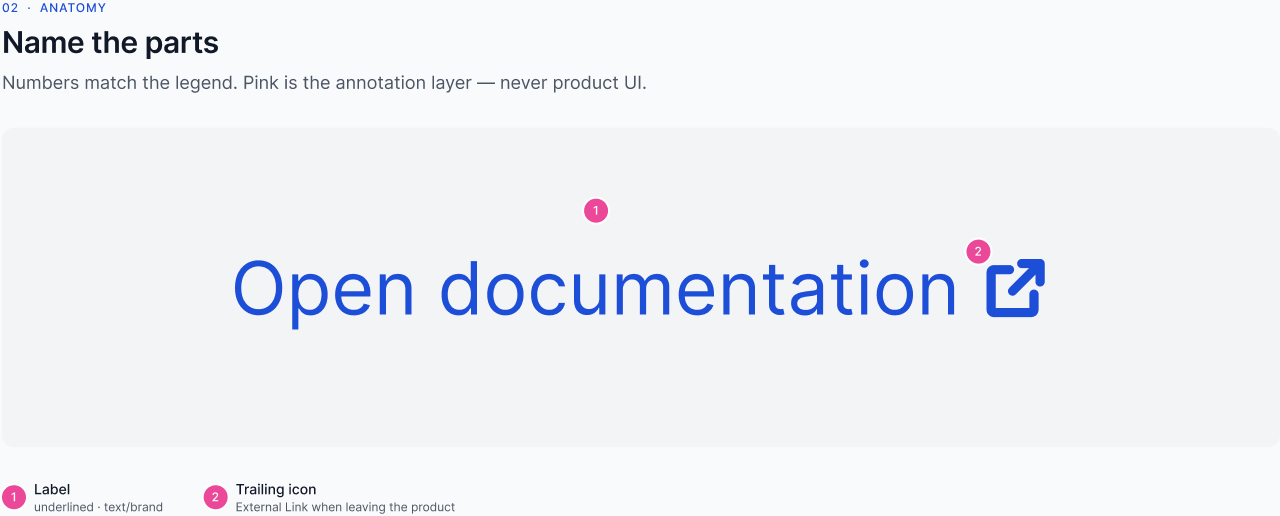 02 · ANATOMY
Name the parts
Numbers match the legend. Pink is the annotation layer — never product UI.
1
2
Open documentation
1 Label
underlined · text/brand
2 Trailing icon
External Link when leaving the product